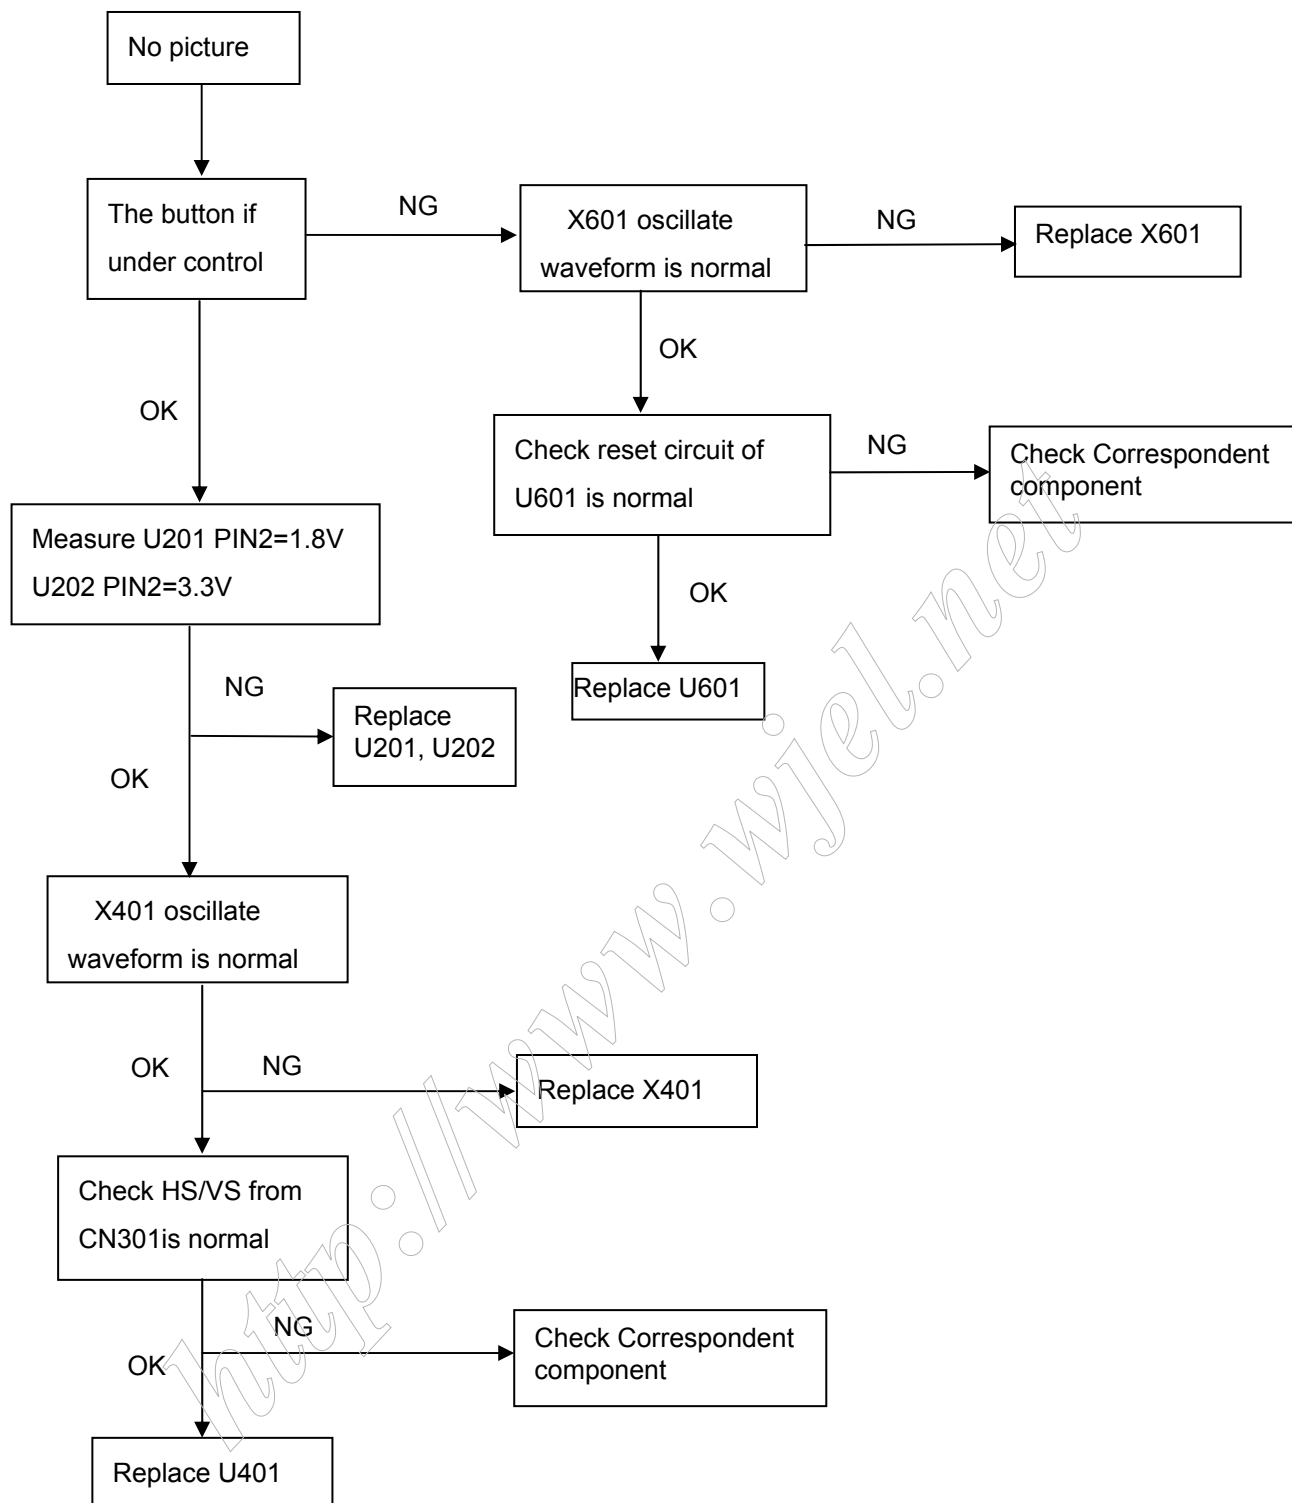 No picture
The button if
under control
NG
X601 oscillate
waveform is normal
NG
Replace X601
OK
OK
Check reset circuit of
U601 is normal
NG
Check Correspondent
component
Measure U201 PIN2=1.8V
U202 PIN2=3.3V
OK
Replace U601
NG
Replace
U201, U202
OK
X401 oscillate
waveform is normal
OK
NG
Replace X401
Check HS/VS from
CN301is normal
NG
OK
Check Correspondent
component
Replace U401
http://www.wjel.net